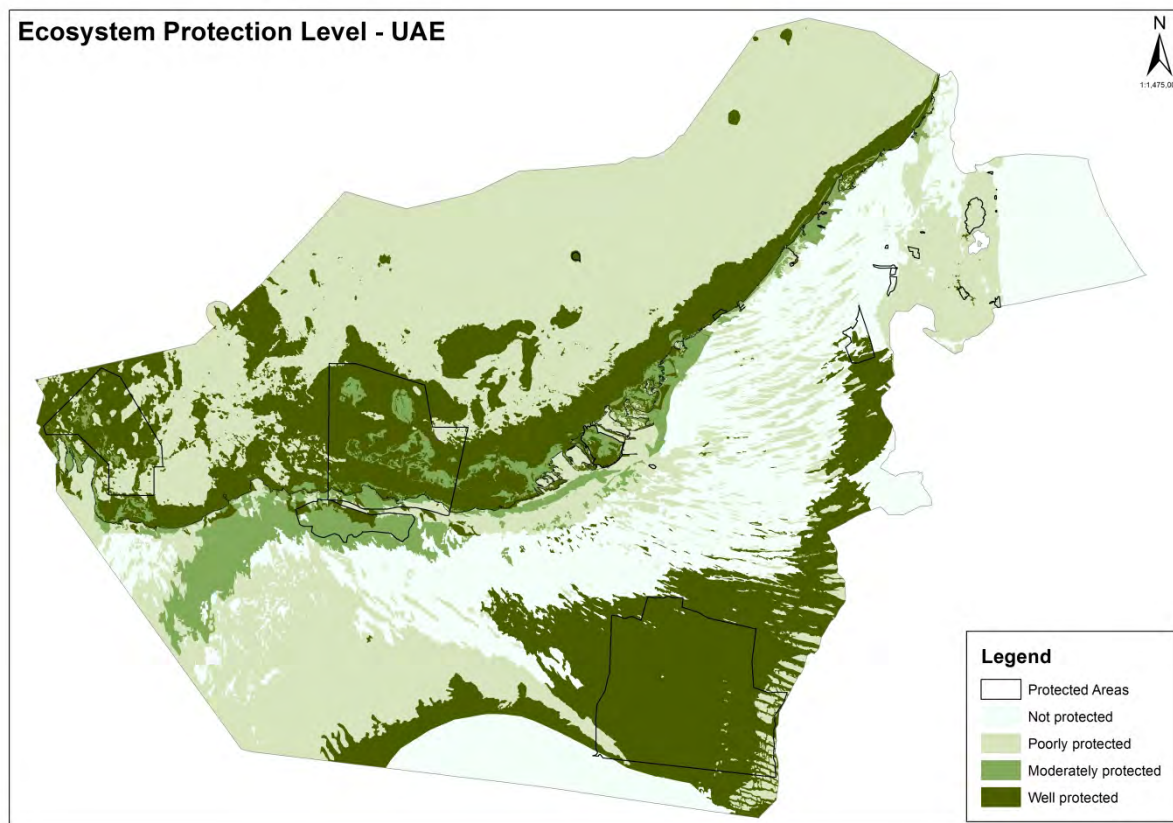 Ecosystem Protection Level - UAE
N
Legend
Protected Areas
Not protected
Poorly protected
Moderately protected
Well protected